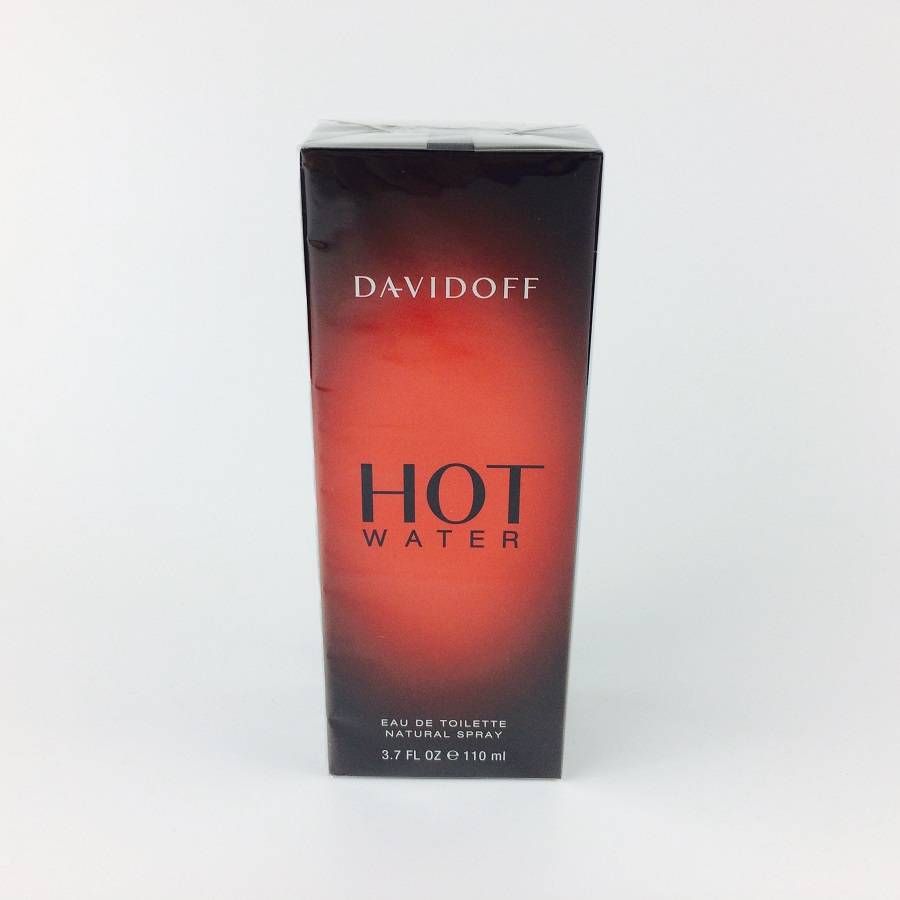 DAVIDOFF
HOT
WATER
EAU DE TOILETTE
NATURAL SPRAY
3.7 FL OZ ℮ 110 ml